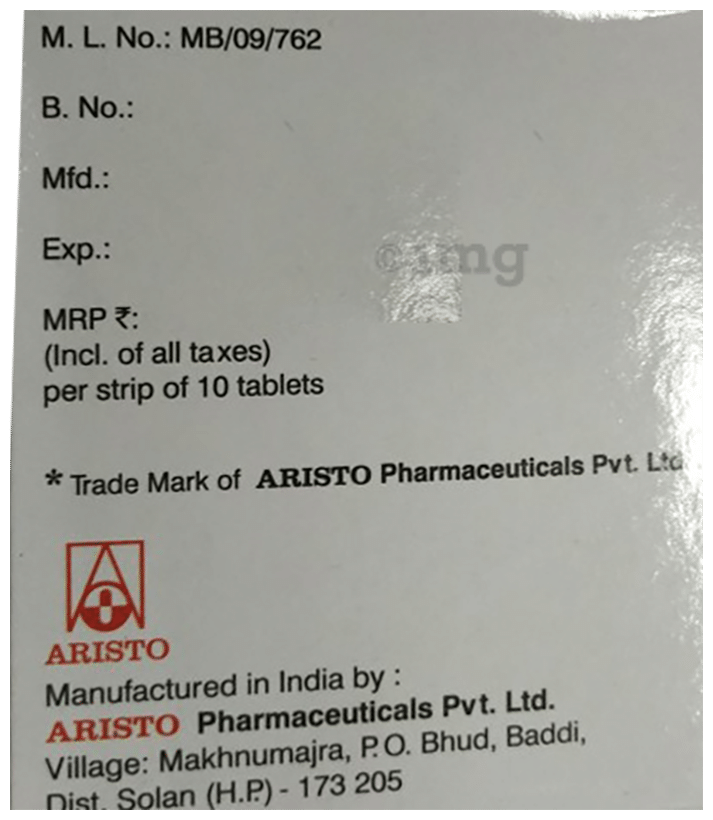 M. L. No.: MB/09/762
B. No.:
Mfd.:
Exp.:
MRP ₹:
(Incl. of all taxes)
per strip of 10 tablets
* Trade Mark of ARISTO Pharmaceuticals Pvt. Ltd
ARISTO
Manufactured in India by :
ARISTO Pharmaceuticals Pvt. Ltd.
Village: Makhnumajra, P.O. Bhud, Baddi,
Dist. Solan (H.P.) - 173 205